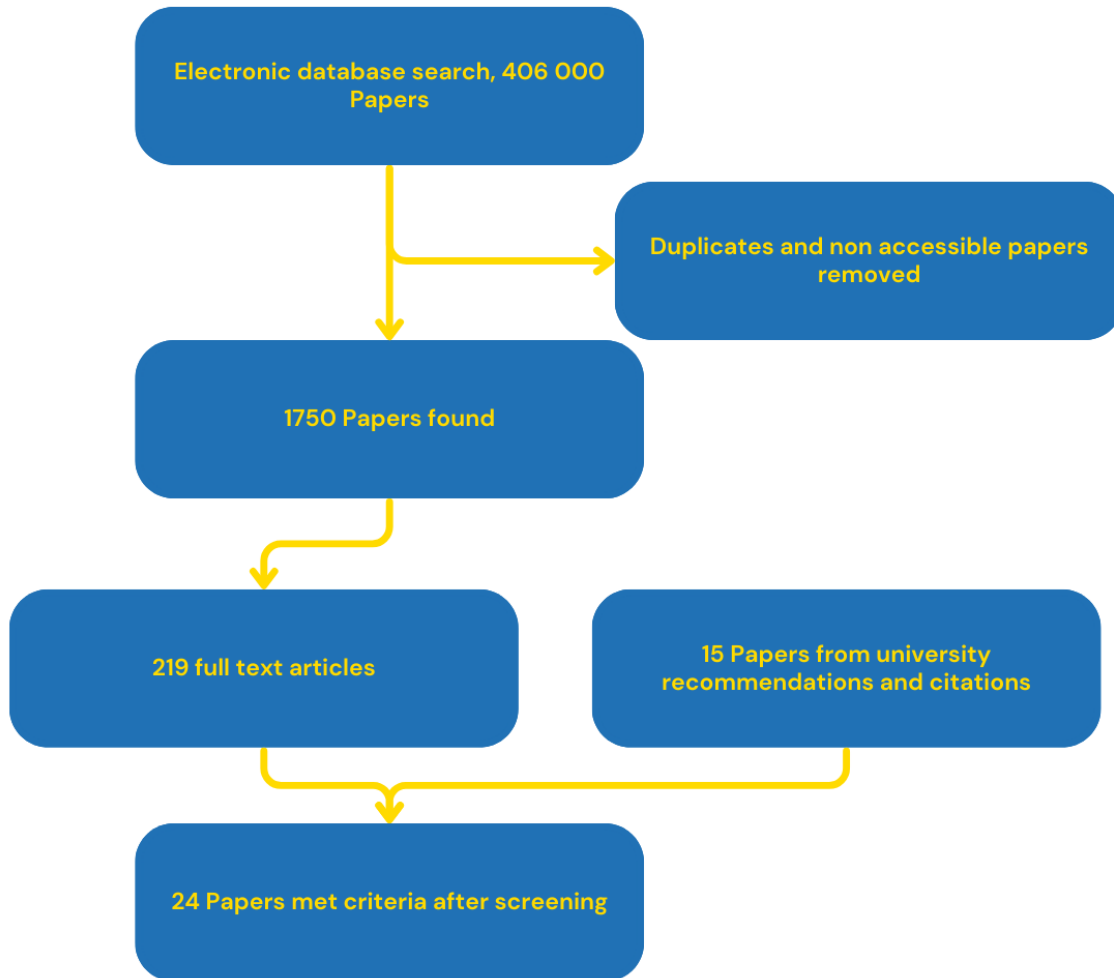 Electronic database search, 406 000
Papers
Duplicates and non accessible papers
removed
1750 Papers found
219 full text articles
15 Papers from university
recommendations and citations
24 Papers met criteria after screening